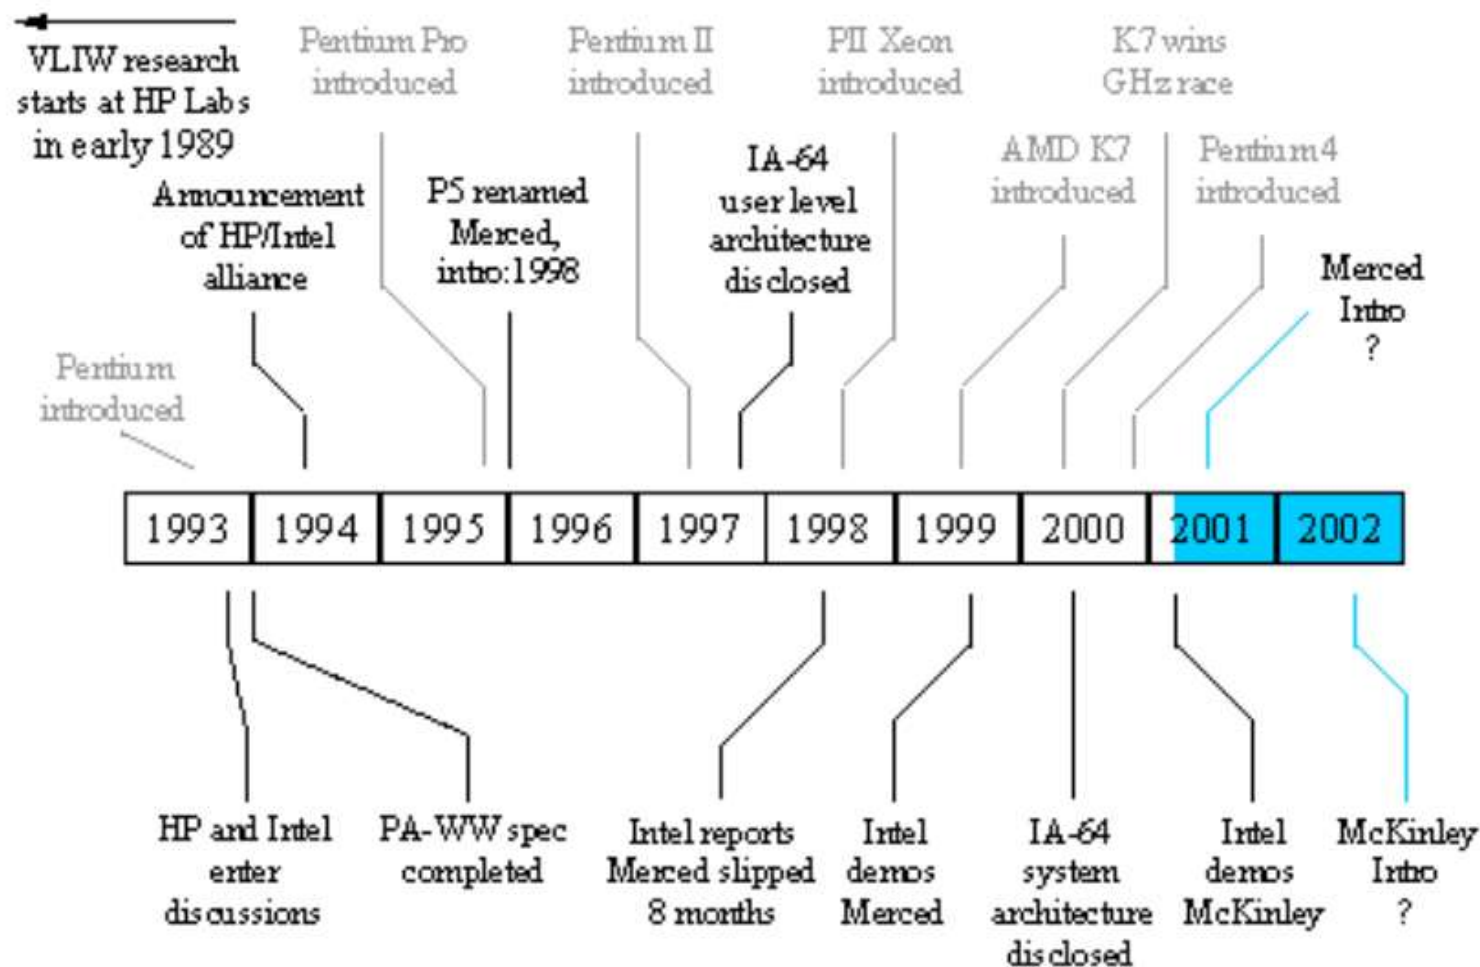 VLIW research
starts at HP Labs
in early 1989
Pentium Pro
introduced
Pentium II
introduced
PII Xeon
introduced
K7 wins
GHz race
Announcement
of HP/Intel
alliance
P5 renamed
Merced,
intro:1998
IA-64
user level
architecture
disclosed
AMD K7
introduced
Pentium 4
introduced
Merced
Intro
?
Pentium
introduced
1993 1994 1995 1996 1997 1998 1999 2000 2001 2002
HP and Intel
enter
discussions
PA-WW spec
completed
Intel reports
Merced slipped
8 months
Intel
demos
Merced
IA-64
system
architecture
disclosed
Intel
demos
McKinley
McKinley
Intro
?